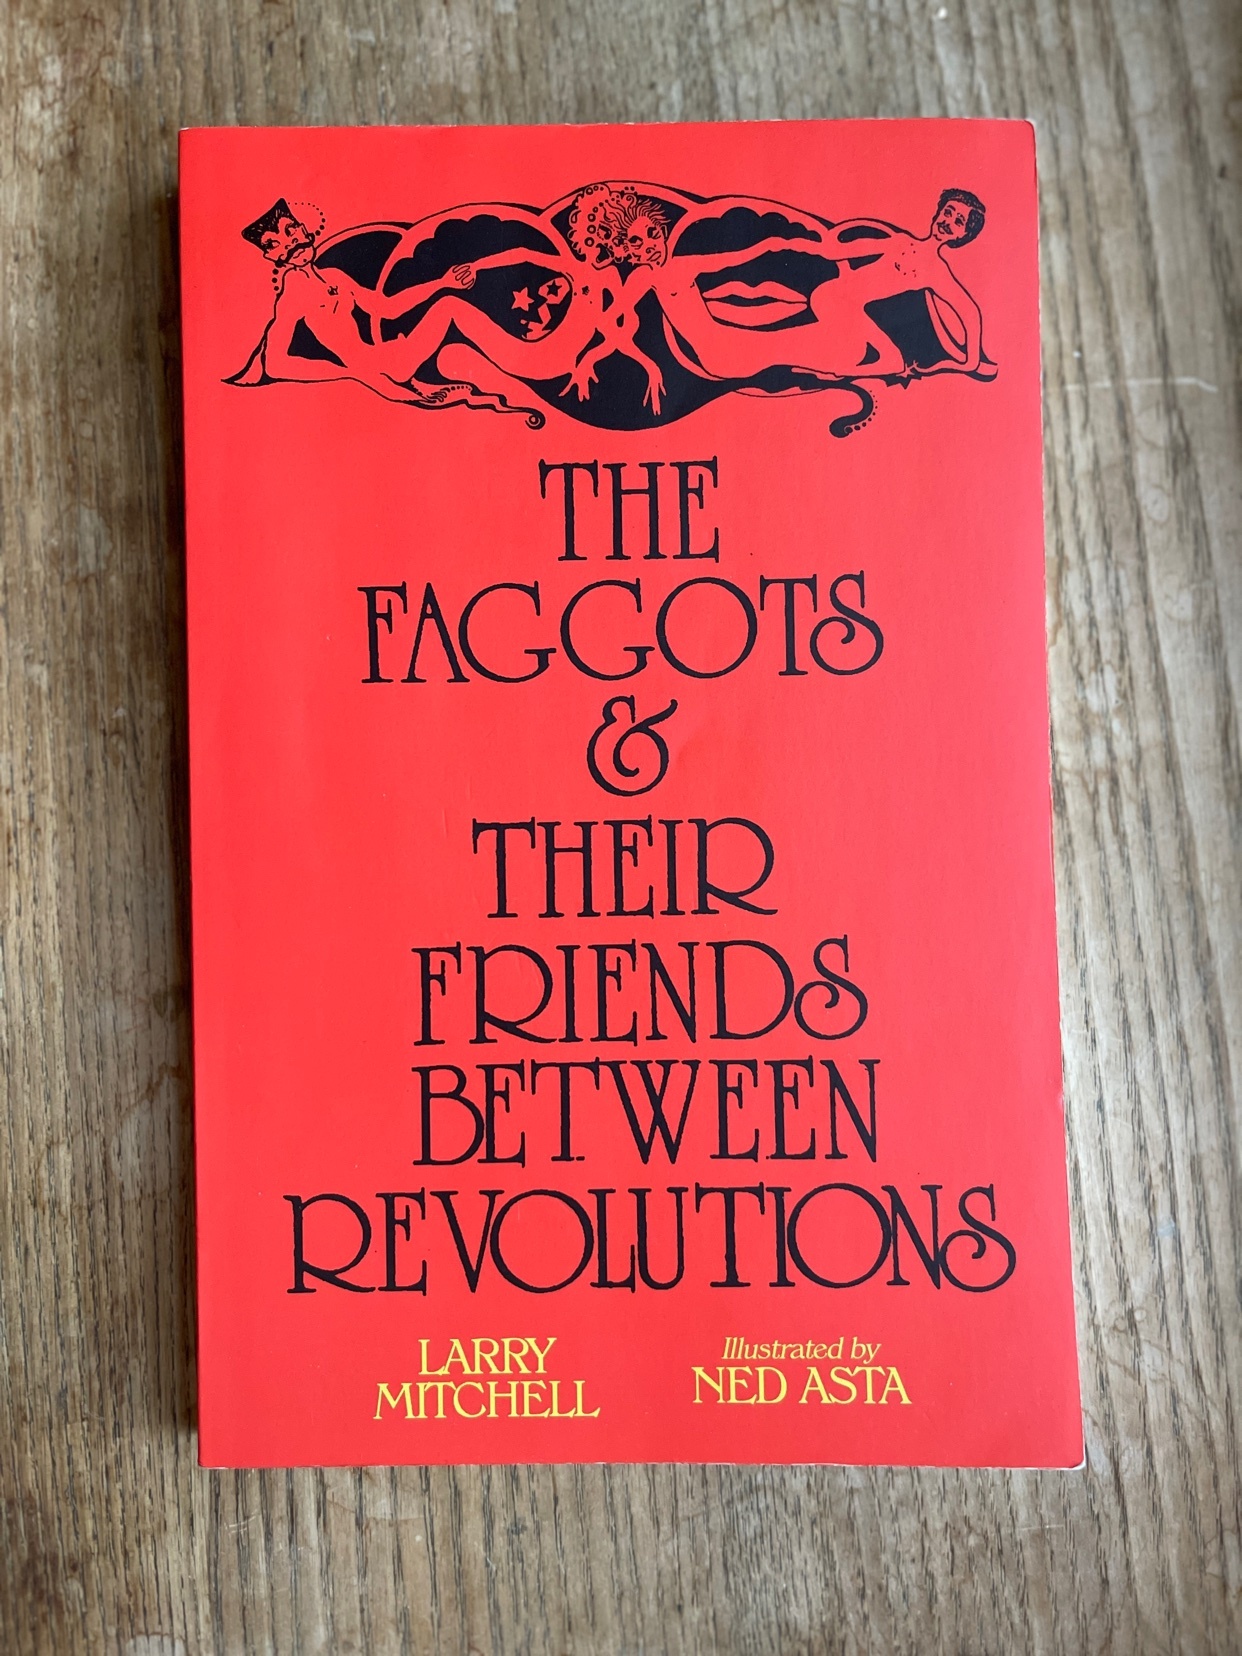 THE
FAGGOTS
&
THEIR
FRIENDS
BETWEEN
REVOLUTIONS
LARRY
MITCHELL
Illustrated by
NED ASTA